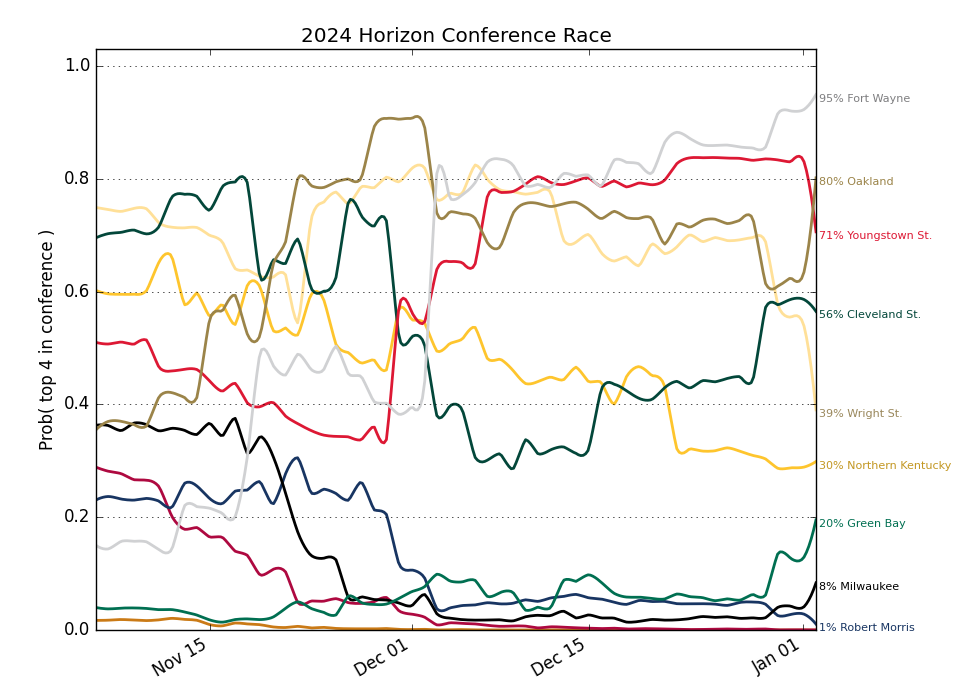 2024 Horizon Conference Race
Prob( top 4 in conference )
1.0
0.8
0.6
0.4
0.2
0.0
Nov 15
Dec 01
Dec 15
Jan 01
95% Fort Wayne
80% Oakland
71% Youngstown St.
56% Cleveland St.
39% Wright St.
30% Northern Kentucky
20% Green Bay
8% Milwaukee
1% Robert Morris